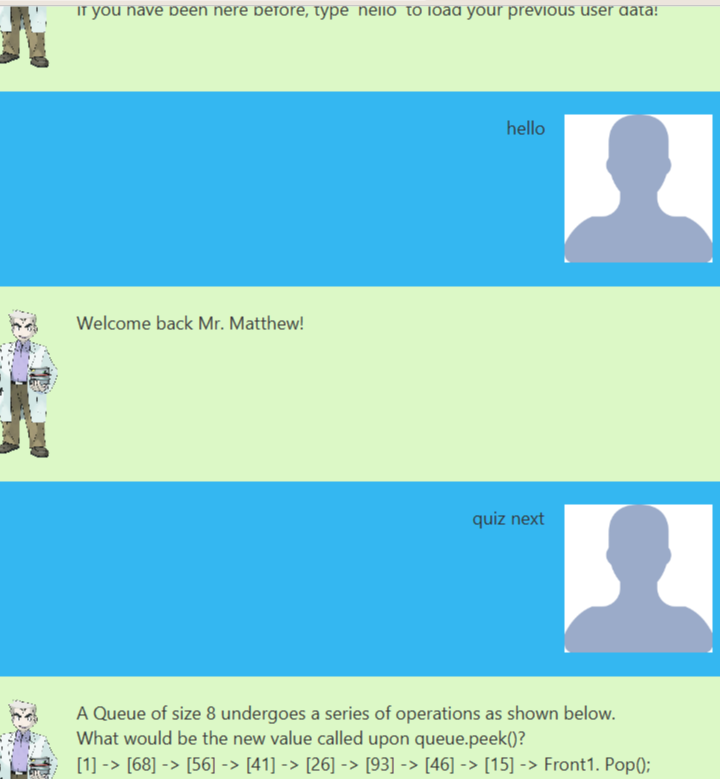 If you have been here before, type 'hello' to load your previous user data!
hello
Welcome back Mr. Matthew!
quiz next
A Queue of size 8 undergoes a series of operations as shown below.
What would be the new value called upon queue.peek()?
[1] -> [68] -> [56] -> [41] -> [26] -> [93] -> [46] -> [15] -> Front1. Pop();